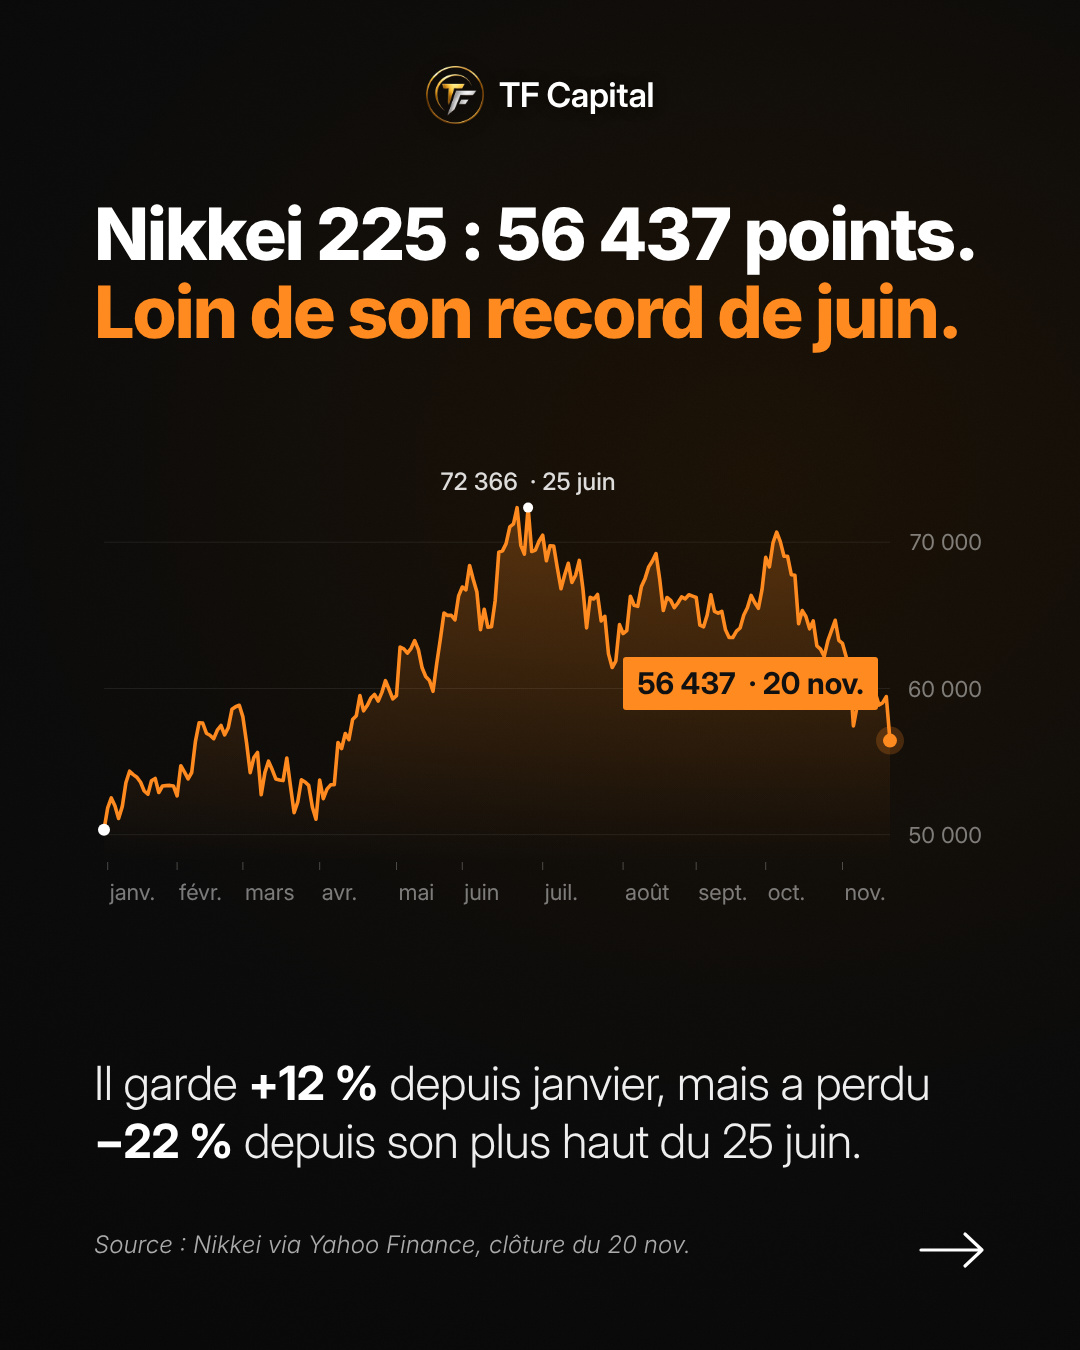 TF TF Capital
Nikkei 225 : 56 437 points.
Loin de son record de juin.
72 366 · 25 juin
70 000
56 437 · 20 nov.
60 000
50 000
janv. févr. mars avr. mai juin juil. août sept. oct. nov.
Il garde +12 % depuis janvier, mais a perdu
−22 % depuis son plus haut du 25 juin.
Source : Nikkei via Yahoo Finance, clôture du 20 nov.